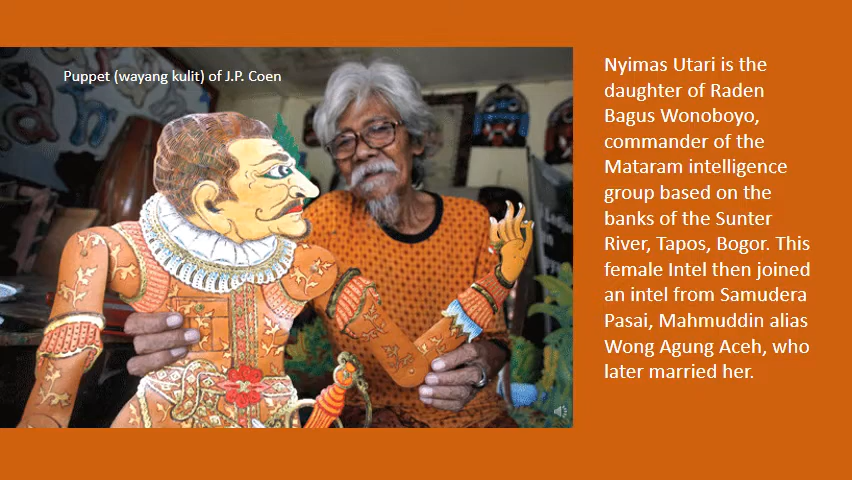 Puppet (wayang kulit) of J.P. Coen
Nyimas Utari is the
daughter of Raden
Bagus Wonoboyo,
commander of the
Mataram intelligence
group based on the
banks of the Sunter
River, Tapos, Bogor. This
female Intel then joined
an intel from Samudera
Pasai, Mahmuddin alias
Wong Agung Aceh, who
later married her.